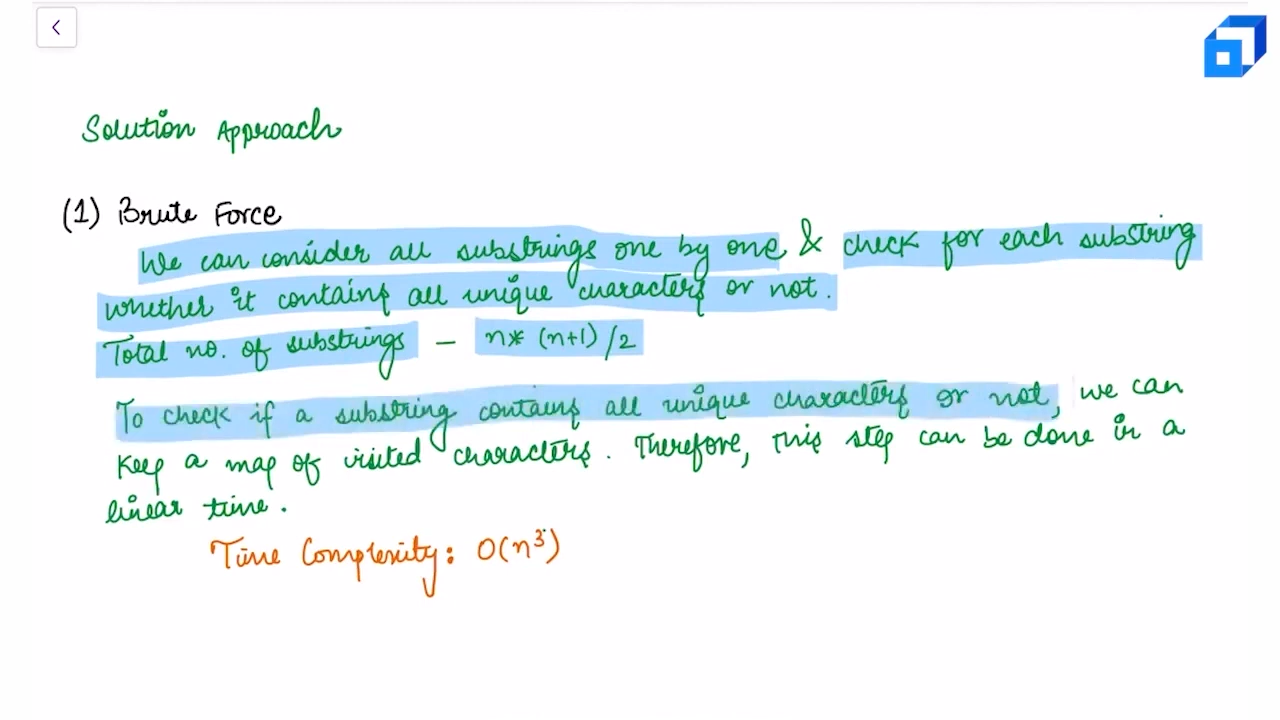 Solution Approach
(1) Brute Force
We can consider all substrings one by one & check for each substring
whether it contains all unique characters or not.
Total no. of substrings - n* (n+1)/2
To check if a substring contains all unique characters or not, we can
keep a map of visited characters. Therefore, this step can be done in a
linear time.
Time Complexity: O(n³)